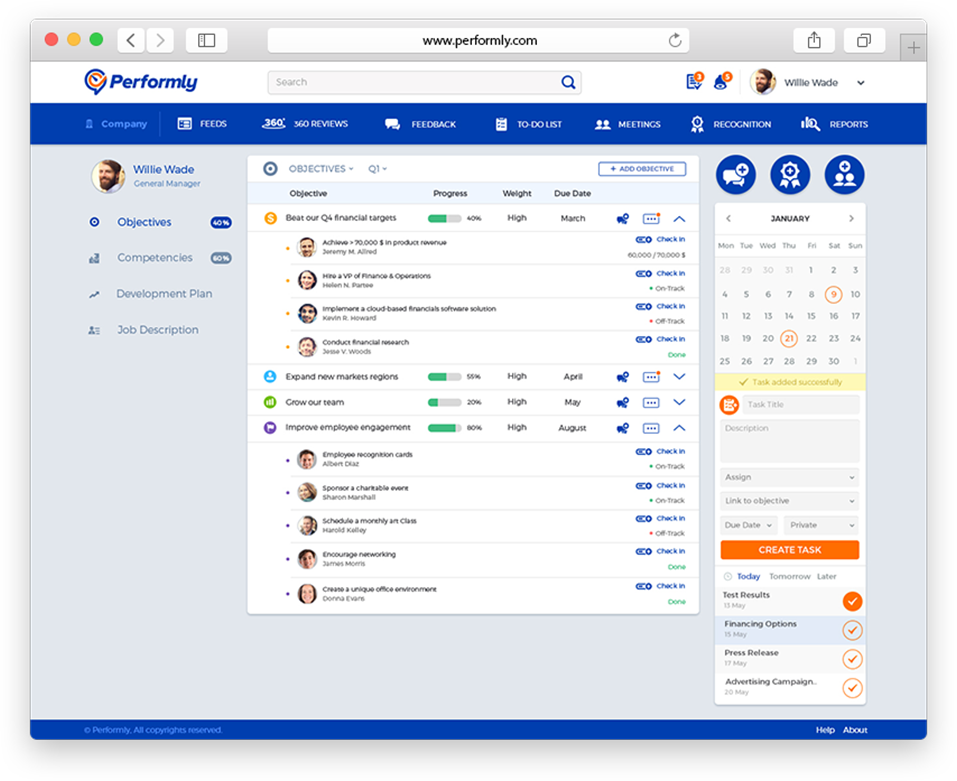 www.performly.com
Performly
Search
3
5
Willie Wade
Company
FEEDS
360°
360 REVIEWS
FEEDBACK
TO-DO LIST
MEETINGS
RECOGNITION
REPORTS
Willie Wade
General Manager
Objectives 40%
Competencies 60%
Development Plan
Job Description
OBJECTIVES Q1
+ ADD OBJECTIVE
Objective Progress Weight Due Date
Beat our Q4 financial targets 40% High March
Achieve > 70,000 $ in product revenue
Jeremy M. Allred
Check in
60,000 / 70,000 $
Hire a VP of Finance & Operations
Helen N. Partee
Check in
On-Track
Implement a cloud-based financials software solution
Kevin R. Howard
Check in
Off-Track
Conduct financial research
Jesse V. Woods
Check in
Done
Expand new markets regions 55% High April
Grow our team 20% High May
Improve employee engagement 80% High August
Employee recognition cards
Albert Diaz
Check in
On-Track
Sponsor a charitable event
Sharon Marshall
Check in
On-Track
Schedule a monthly art Class
Harold Kelley
Check in
Off-Track
Encourage networking
James Morris
Check in
Done
Create a unique office environment
Donna Evans
Check in
Done
JANUARY
Mon Tue Wed Thu Fri Sat Sun
28 29 30 31 1 2 3
4 5 6 7 8 9 10
11 12 13 14 15 16 17
18 19 20 21 22 23 24
25 26 27 28 29 30 1
Task added successfully
Task Title
Description
Assign
Link to objective
Due Date Private
CREATE TASK
Today Tomorrow Later
Test Results
13 May
Financing Options
15 May
Press Release
17 May
Advertising Campaign..
20 May
© Performly, All copyrights reserved.
Help About